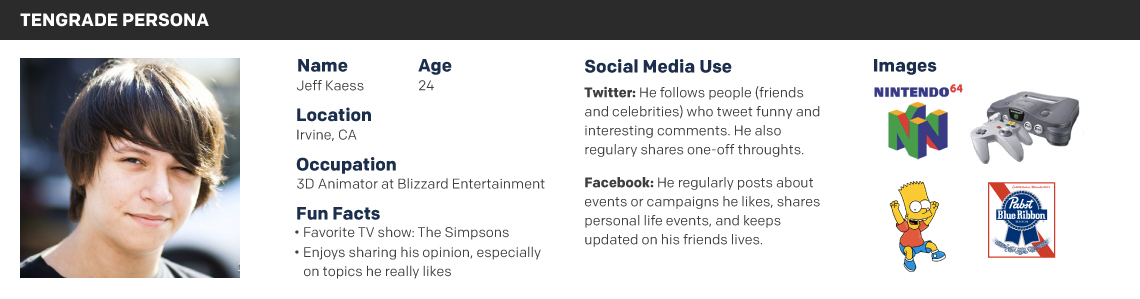 TENGRADE PERSONA
Name
Jeff Kaess
Age
24
Location
Irvine, CA
Occupation
3D Animator at Blizzard Entertainment
Fun Facts
• Favorite TV show: The Simpsons
• Enjoys sharing his opinion, especially
on topics he really likes
Social Media Use
Twitter: He follows people (friends
and celebrities) who tweet funny and
interesting comments. He also
regulary shares one-off throughts.
Facebook: He regularly posts about
events or campaigns he likes, shares
personal life events, and keeps
updated on his friends lives.
Images
NINTENDO64
Pabst
Blue Ribbon